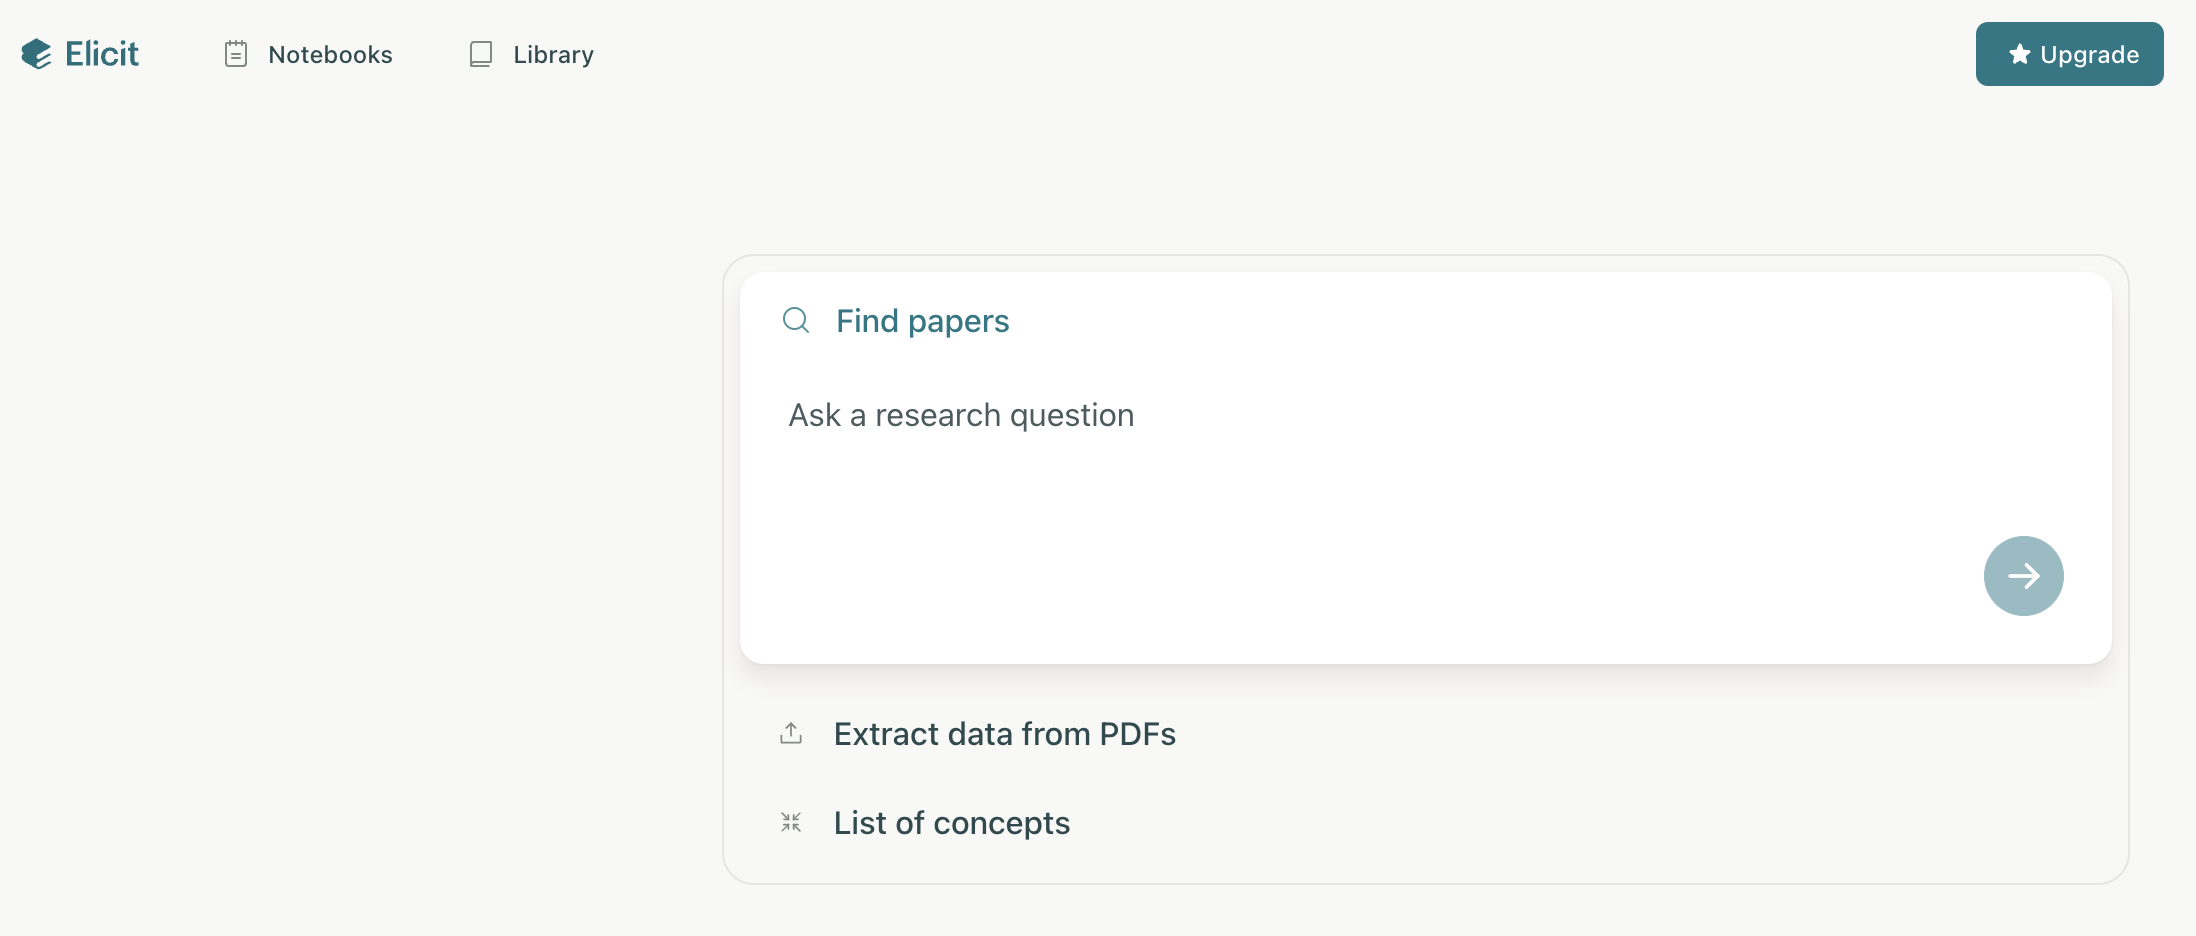 Elicit
Notebooks
Library
Upgrade
Find papers
Ask a research question
Extract data from PDFs
List of concepts